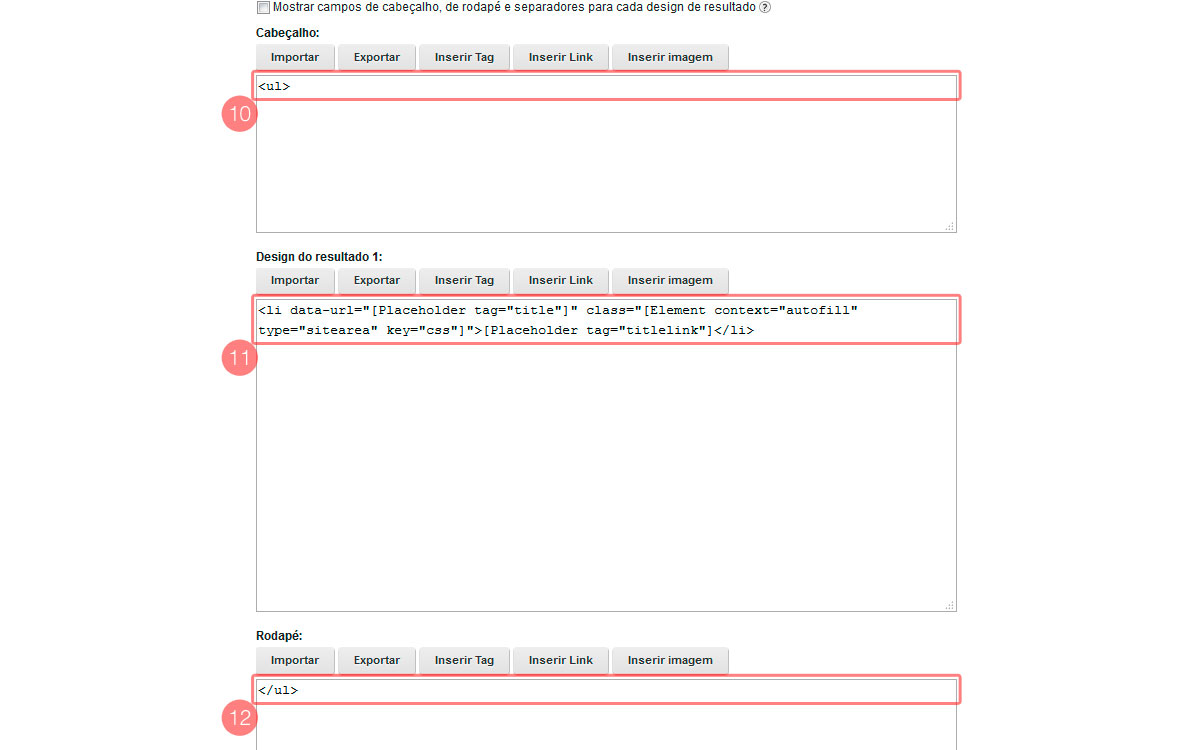 Mostrar campos de cabeçalho, de rodapé e separadores para cada design de resultado ?
Cabeçalho:
Importar Exportar Inserir Tag Inserir Link Inserir imagem
<ul>
10
Design do resultado 1:
Importar Exportar Inserir Tag Inserir Link Inserir imagem
<li data-url="[Placeholder tag="title"]" class="[Element context="autofill"
type="sitearea" key="css"]">[Placeholder tag="titlelink"]</li>
11
Rodapé:
Importar Exportar Inserir Tag Inserir Link Inserir imagem
</ul>
12